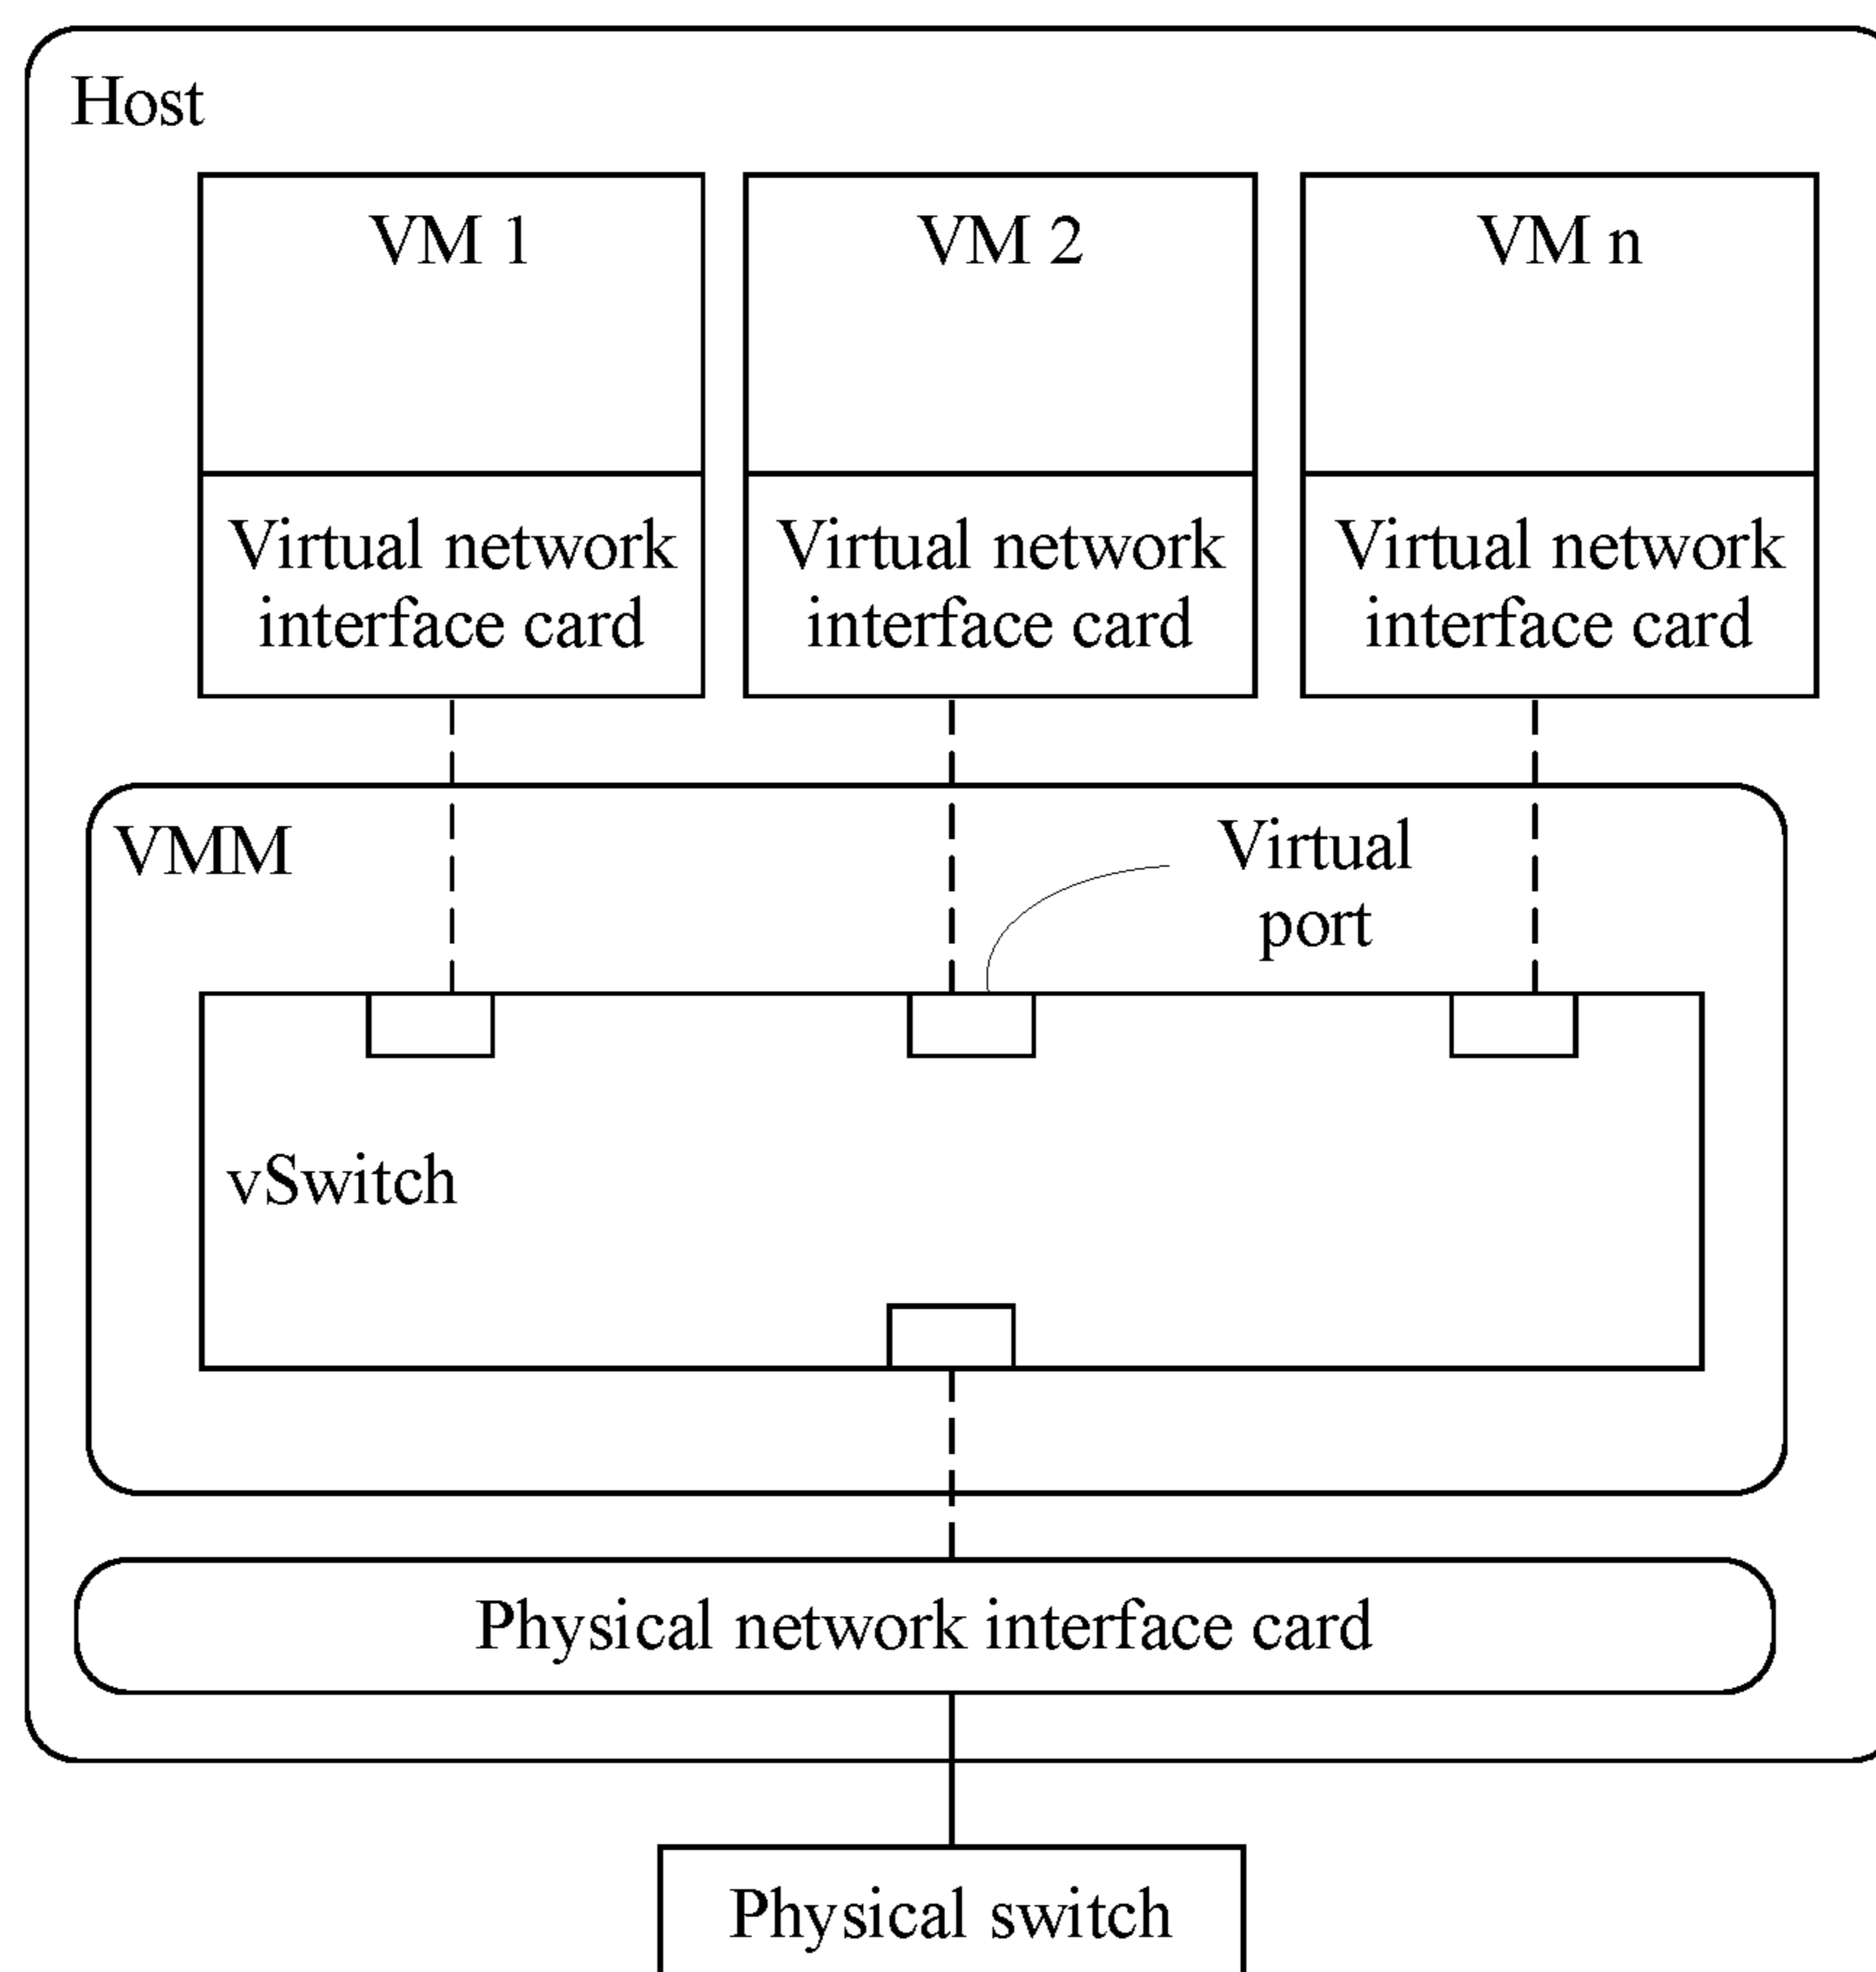 Host
VM 1
VM 2
VM n
Virtual network
interface card
Virtual network
interface card
Virtual network
interface card
VMM
Virtual
port
vSwitch
Physical network interface card
Physical switch